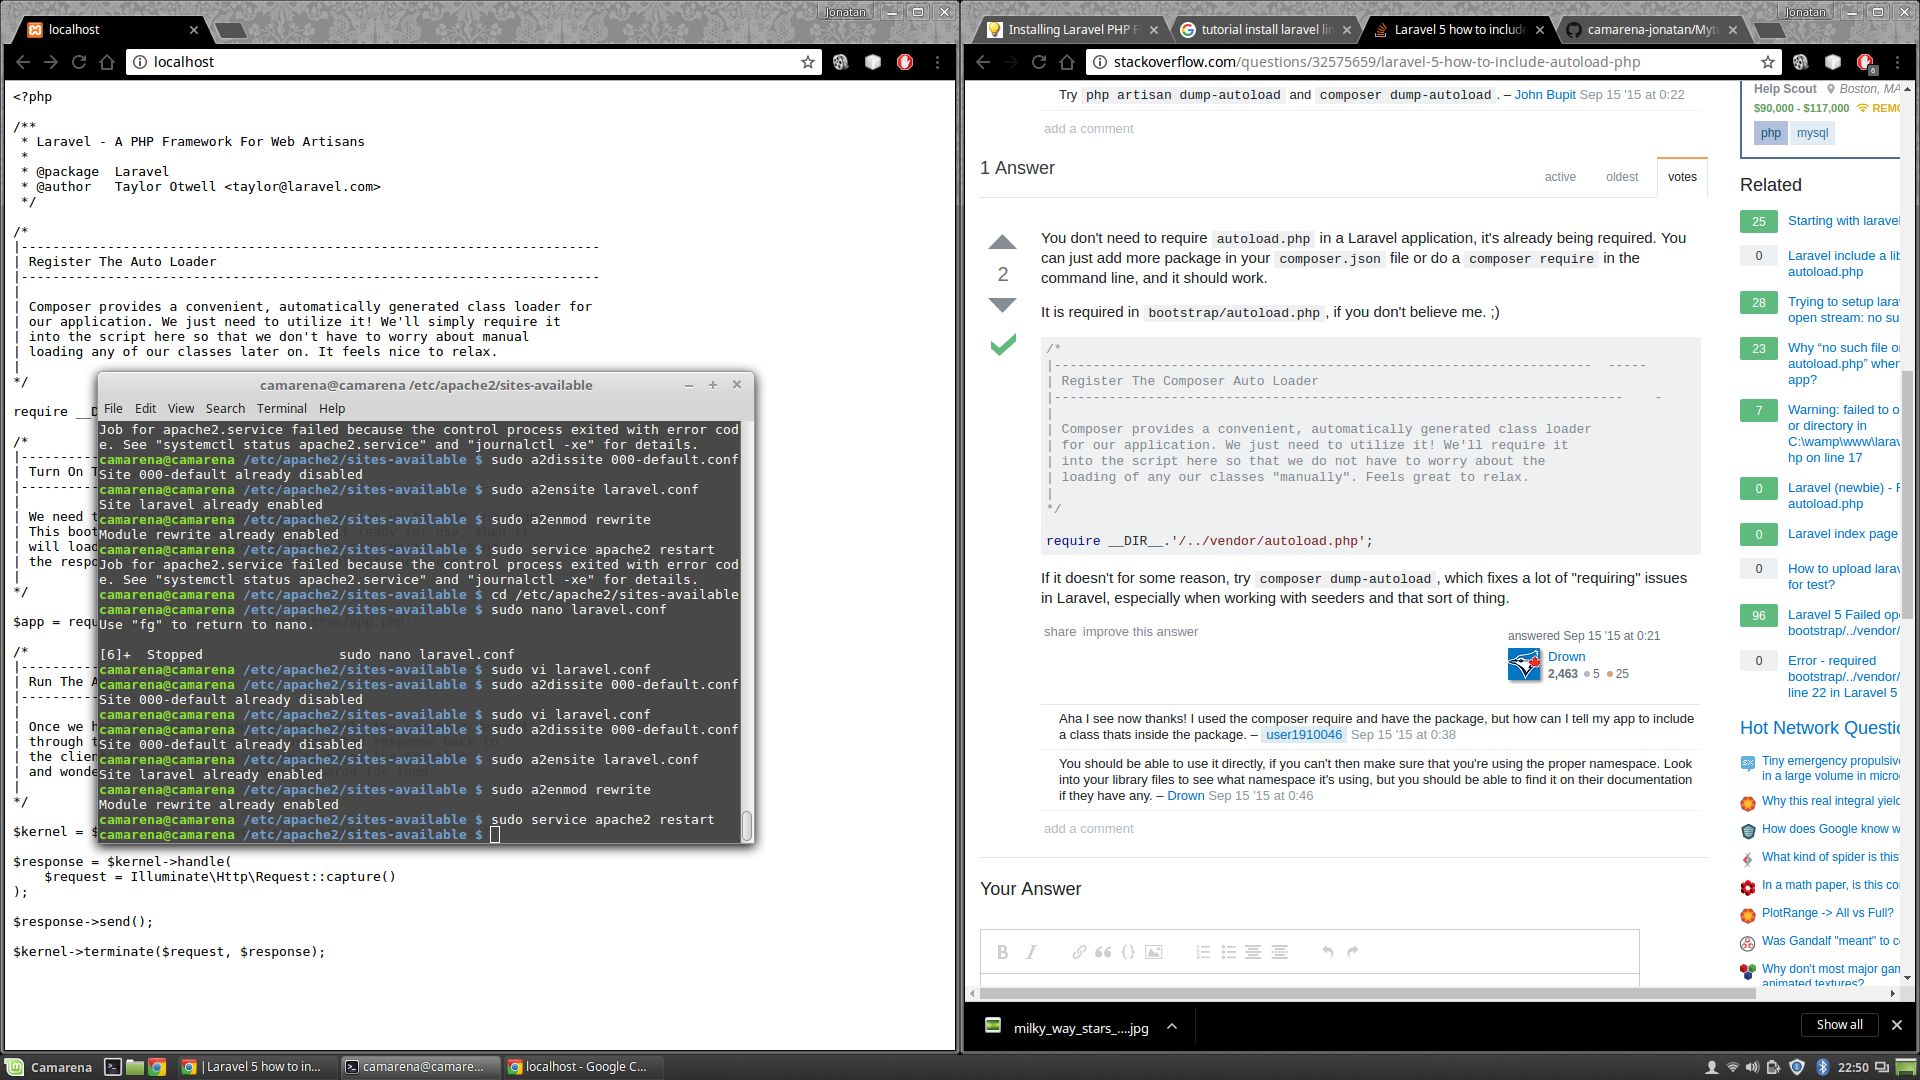 Jonatan
localhost
localhost
<?php
/**
* Laravel - A PHP Framework For Web Artisans
*
* @package  Laravel
* @author   Taylor Otwell <taylor@laravel.com>
*/
/*
|--------------------------------------------------------------------------
| Register The Auto Loader
|--------------------------------------------------------------------------
|
| Composer provides a convenient, automatically generated class loader for
| our application. We just need to utilize it! We'll simply require it
| into the script here so that we don't have to worry about manual
| loading any of our classes later on. It feels nice to relax.
|
*/
require __D
/*
|---------
| Turn On T
|---------
|
| We need t
| This boot
| will load
| the respo
|
*/
$app = requ
/*
|---------
| Run The A
|---------
|
| Once we h
| through t
| the clien
| and wonde
|
*/
$kernel = $
$response = $kernel->handle(
$request = Illuminate\Http\Request::capture()
);
$response->send();
$kernel->terminate($request, $response);
camarena@camarena /etc/apache2/sites-available
File Edit View Search Terminal Help
Job for apache2.service failed because the control process exited with error cod
e. See "systemctl status apache2.service" and "journalctl -xe" for details.
camarena@camarena /etc/apache2/sites-available $ sudo a2dissite 000-default.conf
Site 000-default already disabled
camarena@camarena /etc/apache2/sites-available $ sudo a2ensite laravel.conf
Site laravel already enabled
camarena@camarena /etc/apache2/sites-available $ sudo a2enmod rewrite
Module rewrite already enabled
camarena@camarena /etc/apache2/sites-available $ sudo service apache2 restart
Job for apache2.service failed because the control process exited with error cod
e. See "systemctl status apache2.service" and "journalctl -xe" for details.
camarena@camarena /etc/apache2/sites-available $ cd /etc/apache2/sites-available
camarena@camarena /etc/apache2/sites-available $ sudo nano laravel.conf
Use "fg" to return to nano.
[6]+  Stopped                 sudo nano laravel.conf
camarena@camarena /etc/apache2/sites-available $ sudo vi laravel.conf
camarena@camarena /etc/apache2/sites-available $ sudo a2dissite 000-default.conf
Site 000-default already disabled
camarena@camarena /etc/apache2/sites-available $ sudo vi laravel.conf
camarena@camarena /etc/apache2/sites-available $ sudo a2dissite 000-default.conf
Site 000-default already disabled
camarena@camarena /etc/apache2/sites-available $ sudo a2ensite laravel.conf
Site laravel already enabled
camarena@camarena /etc/apache2/sites-available $ sudo a2enmod rewrite
Module rewrite already enabled
camarena@camarena /etc/apache2/sites-available $ sudo service apache2 restart
camarena@camarena /etc/apache2/sites-available $
Jonatan
Installing Laravel PHP F
tutorial install laravel lin
Laravel 5 how to include
camarena-jonatan/Myte
stackoverflow.com/questions/32575659/laravel-5-how-to-include-autoload-php
Try php artisan dump-autoload and composer dump-autoload. – John Bupit Sep 15 '15 at 0:22
add a comment
1 Answer
active oldest votes
2
You don't need to require autoload.php in a Laravel application, it's already being required. You
can just add more package in your composer.json file or do a composer require in the
command line, and it should work.
It is required in bootstrap/autoload.php, if you don't believe me. ;)
/*
|--------------------------------------------------------------------  -----
| Register The Composer Auto Loader
|------------------------------------------------------------------------    -
|
| Composer provides a convenient, automatically generated class loader
| for our application. We just need to utilize it! We'll require it
| into the script here so that we do not have to worry about the
| loading of any our classes "manually". Feels great to relax.
|
*/
require __DIR__.'/../vendor/autoload.php';
If it doesn't for some reason, try composer dump-autoload, which fixes a lot of "requiring" issues
in Laravel, especially when working with seeders and that sort of thing.
share improve this answer
answered Sep 15 '15 at 0:21
Drown
2,463 5 25
Aha I see now thanks! I used the composer require and have the package, but how can I tell my app to include
a class thats inside the package. – user1910046 Sep 15 '15 at 0:38
You should be able to use it directly, if you can't then make sure that you're using the proper namespace. Look
into your library files to see what namespace it's using, but you should be able to find it on their documentation
if they have any. – Drown Sep 15 '15 at 0:46
add a comment
Your Answer
B I
Help Scout Boston, MA
$90,000 - $117,000 REMO
php mysql
Related
25 Starting with laravel
0 Laravel include a lib
autoload.php
28 Trying to setup lara
open stream: no su
23 Why “no such file o
autoload.php” when
app?
7 Warning: failed to o
or directory in
C:\wamp\www\larav
hp on line 17
0 Laravel (newbie) - F
autoload.php
0 Laravel index page
0 How to upload larav
for test?
96 Laravel 5 Failed ope
bootstrap/../vendor/
0 Error - required
bootstrap/../vendor/
line 22 in Laravel 5
Hot Network Questic
Tiny emergency propulsive
in a large volume in micro
Why this real integral yield
How does Google know w
What kind of spider is this
In a math paper, is this co
PlotRange -> All vs Full?
Was Gandalf "meant" to c
Why don't most major gam
animated textures?
milky_way_stars_....jpg
Show all
Camarena
| Laravel 5 how to in...
camarena@camare...
localhost - Google C...
22:50